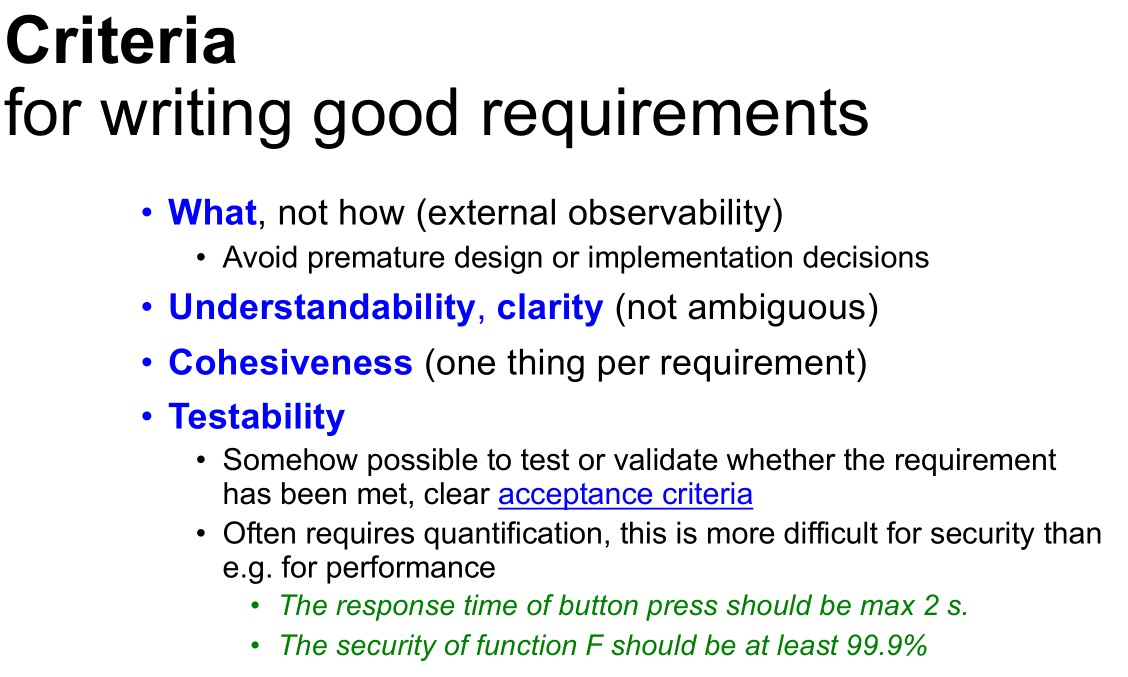 Criteria
for writing good requirements
• What, not how (external observability)
• Avoid premature design or implementation decisions
• Understandability, clarity (not ambiguous)
• Cohesiveness (one thing per requirement)
• Testability
• Somehow possible to test or validate whether the requirement
has been met, clear acceptance criteria
• Often requires quantification, this is more difficult for security than
e.g. for performance
• The response time of button press should be max 2 s.
• The security of function F should be at least 99.9%